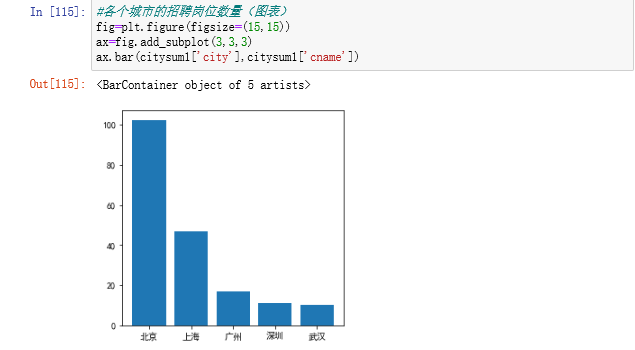 In [115]: #各个城市的招聘岗位数量（图表）
fig=plt.figure(figsize=(15,15))
ax=fig.add_subplot(3,3,3)
ax.bar(citysum1['city'],citysum1['cname'])
Out[115]: <BarContainer object of 5 artists>
100
80
60
40
20
0
北京 上海 广州 深圳 武汉